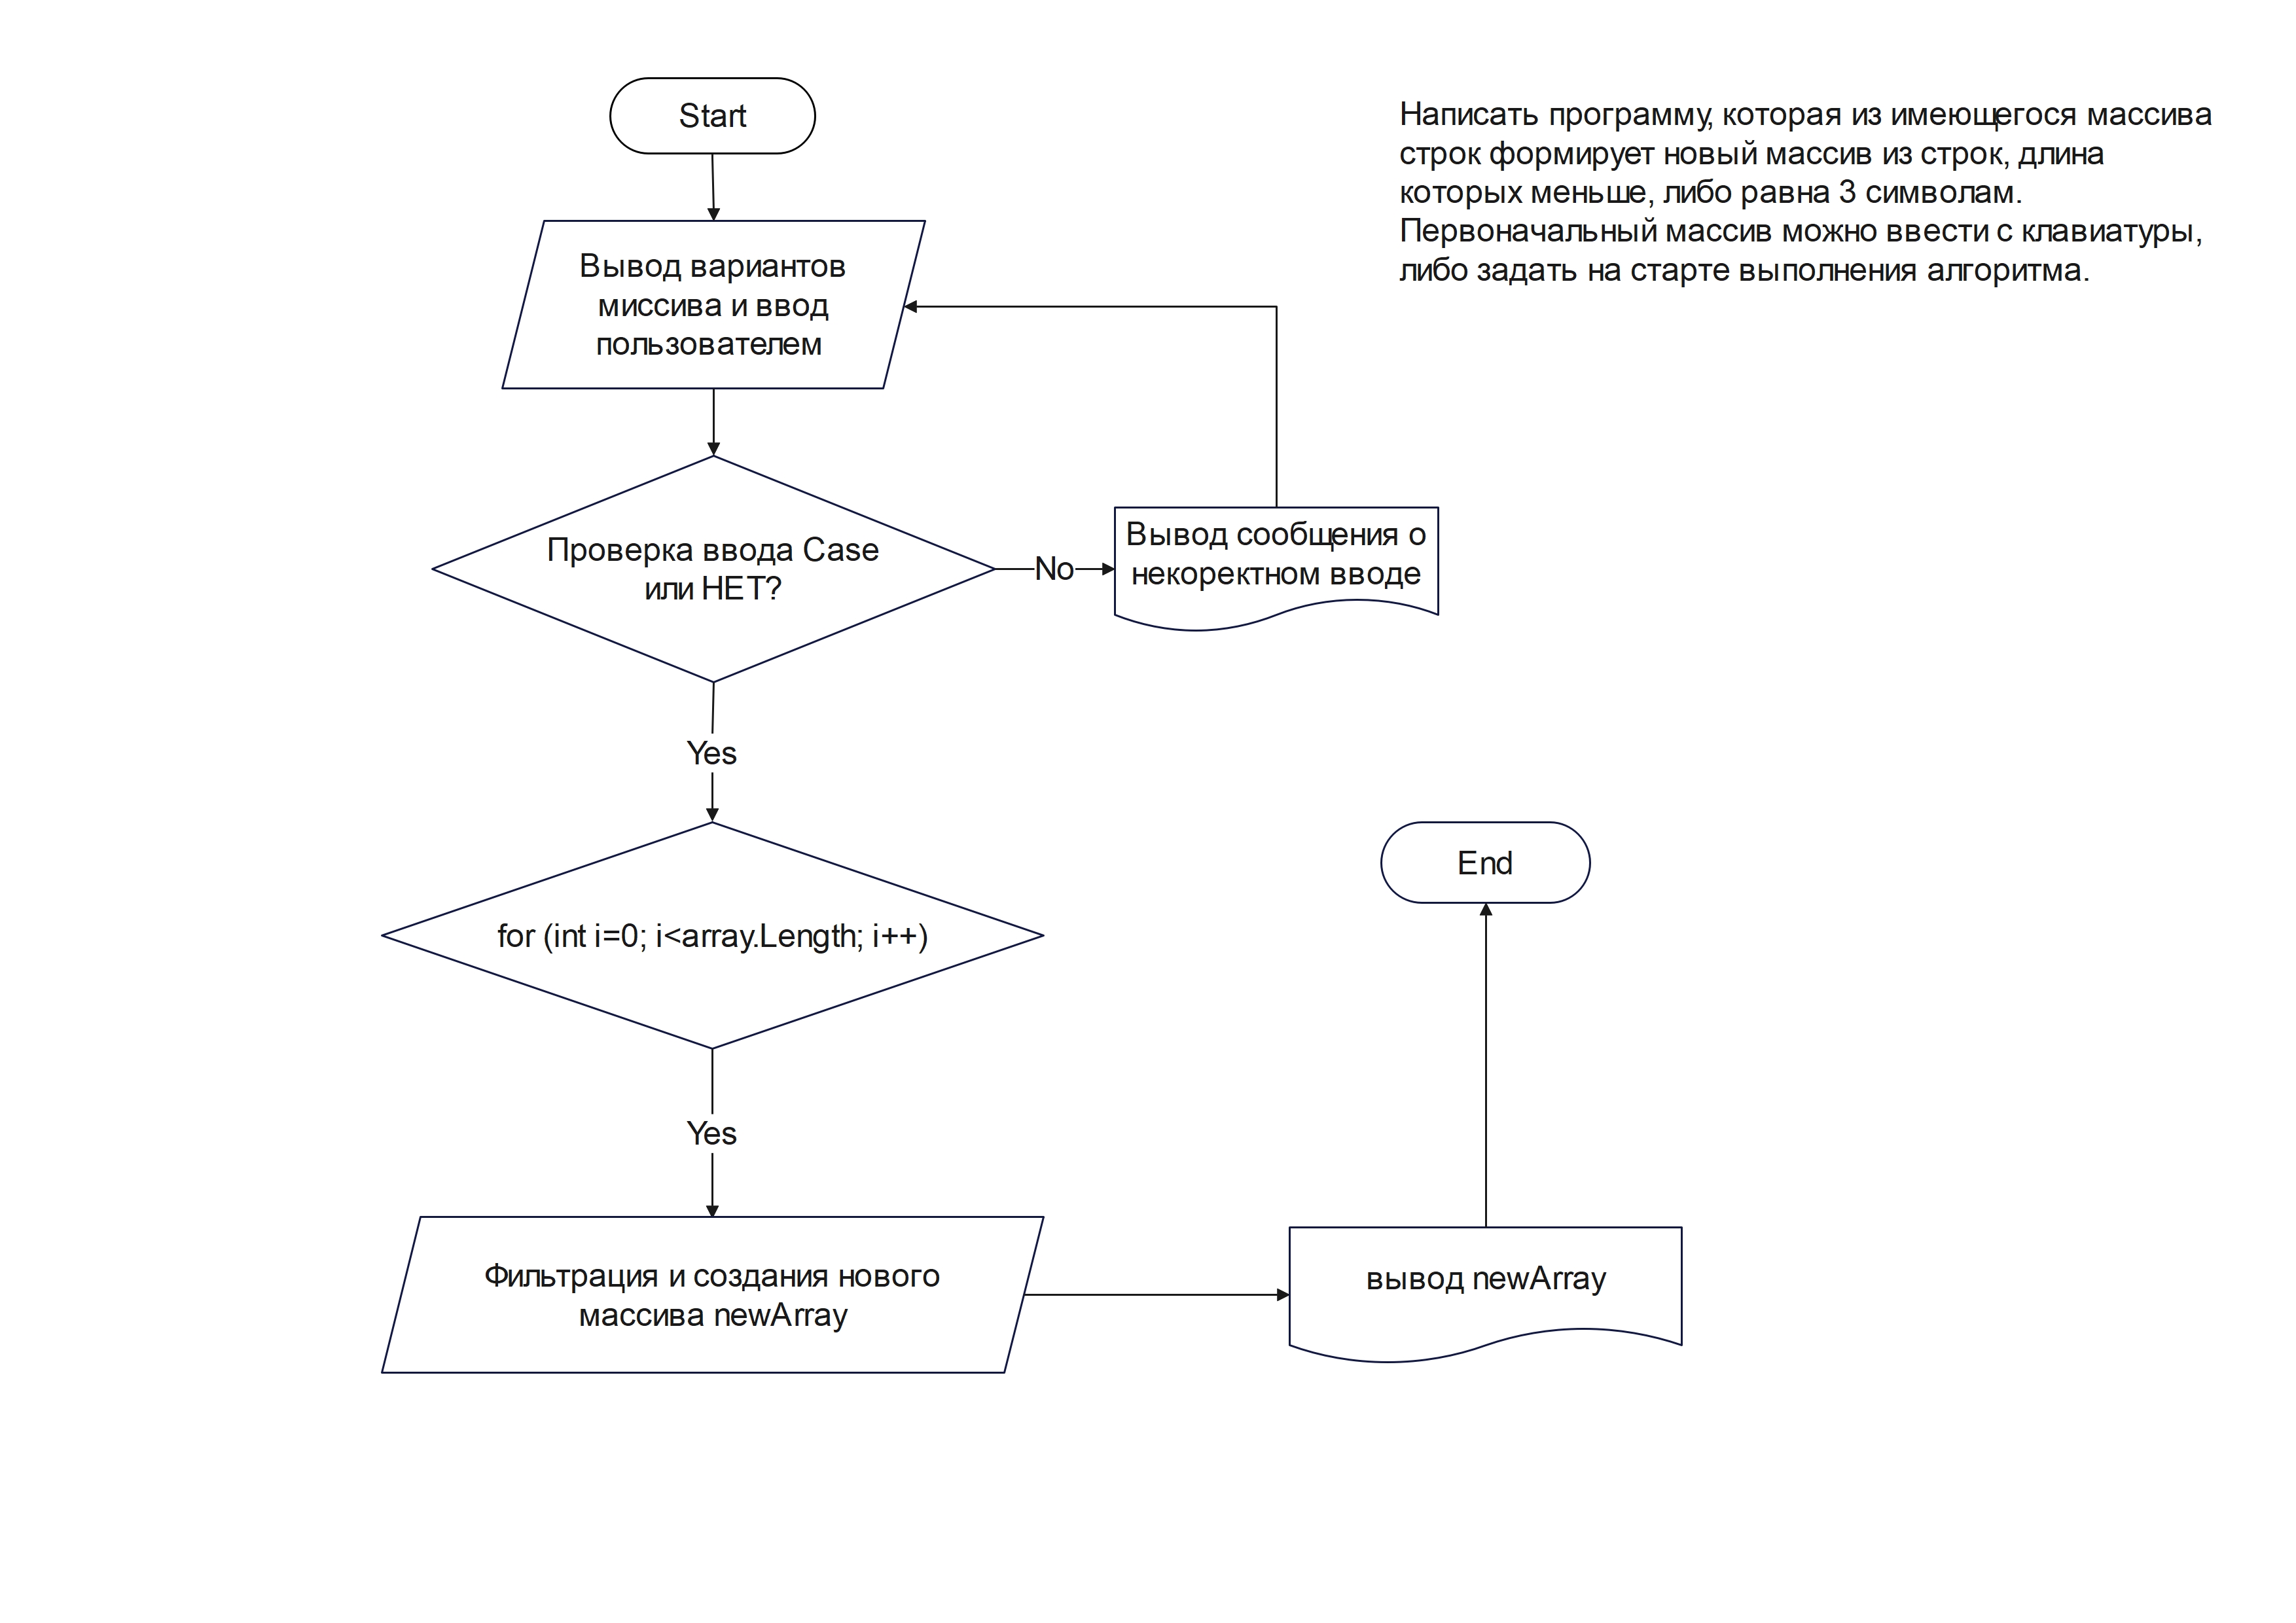 Start
Написать программу, которая из имеющегося массива
строк формирует новый массив из строк, длина
которых меньше, либо равна 3 символам.
Первоначальный массив можно ввести с клавиатуры,
либо задать на старте выполнения алгоритма.
Вывод вариантов
миссива и ввод
пользователем
Проверка ввода Case
или НЕТ?
No
Вывод сообщения о
некоректном вводе
Yes
for (int i=0; i<array.Length; i++)
End
Yes
Фильтрация и создания нового
массива newArray
вывод newArray